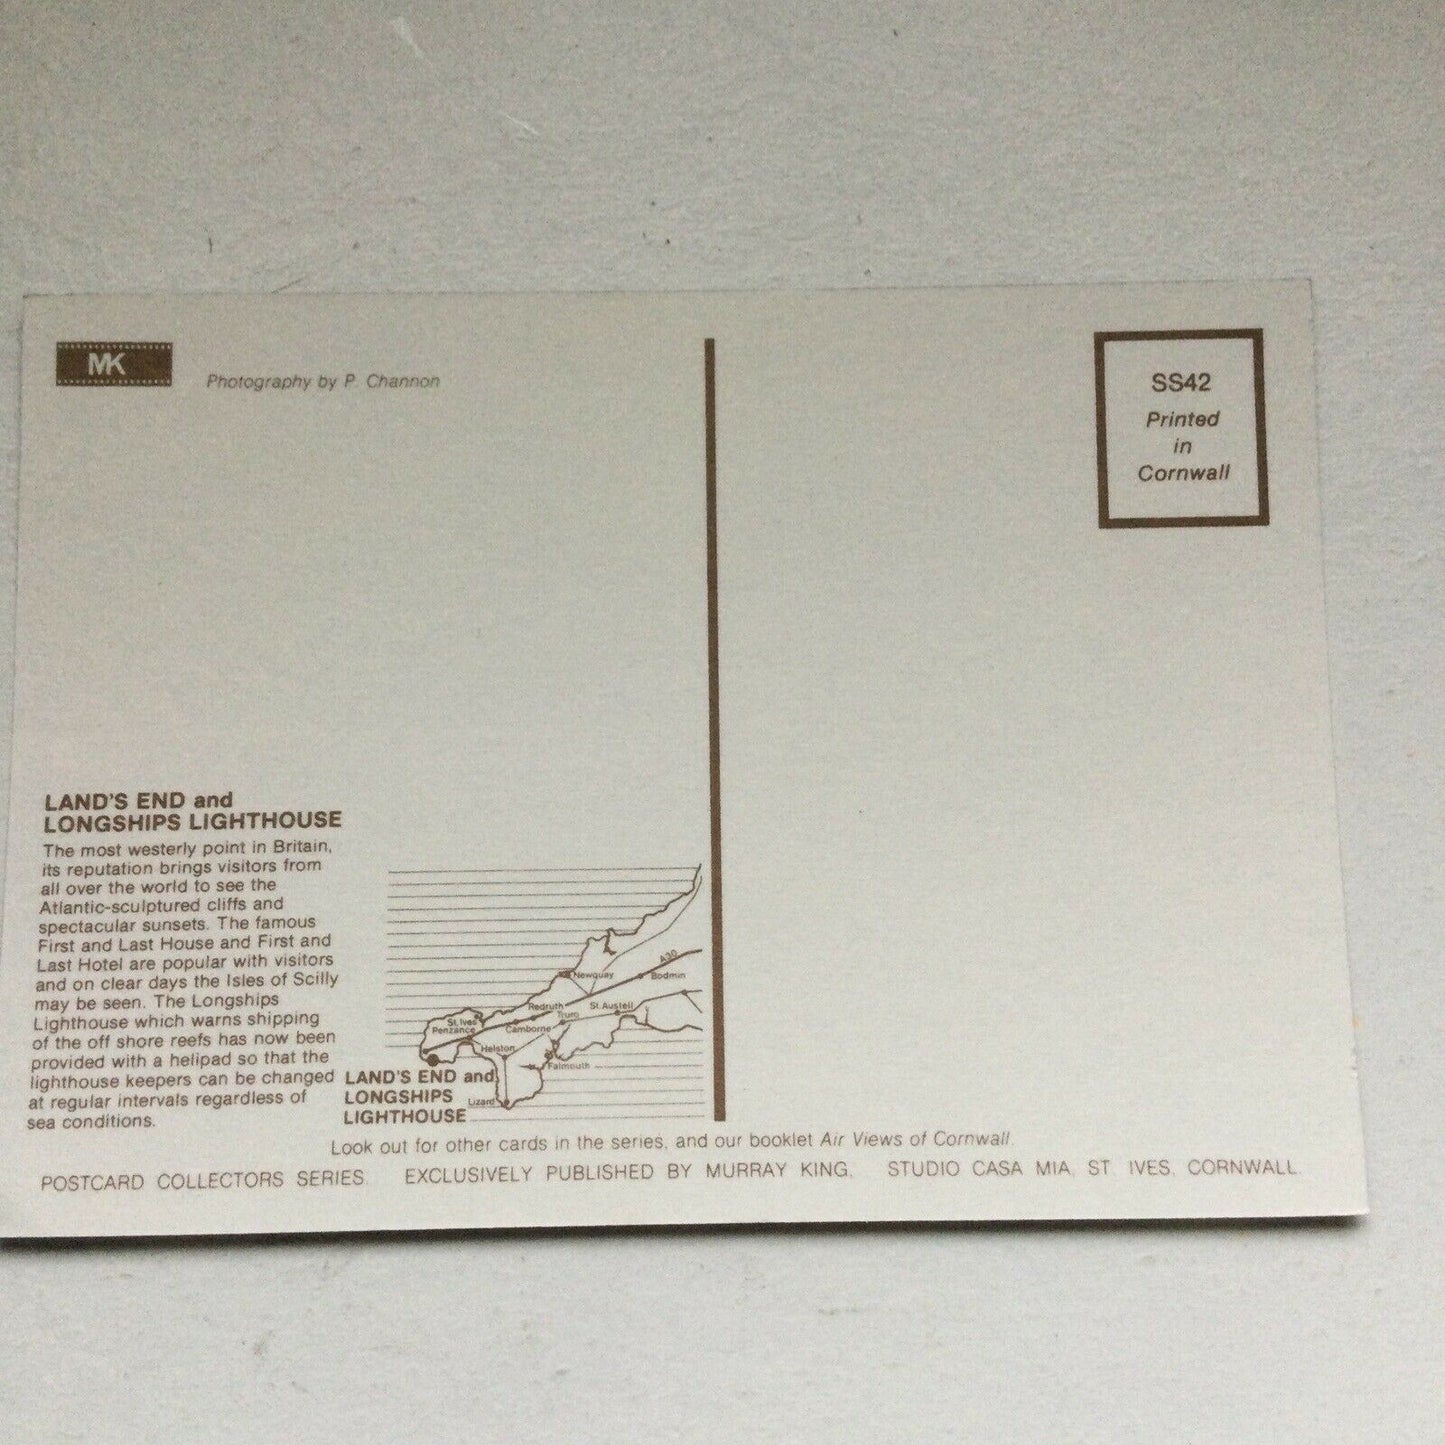 MK
Photography by P. Channon
SS42
Printed
in
Cornwall
LAND'S END and
LONGSHIPS LIGHTHOUSE
The most westerly point in Britain,
its reputation brings visitors from
all over the world to see the
Atlantic-sculptured cliffs and
spectacular sunsets. The famous
First and Last House and First and
Last Hotel are popular with visitors
and on clear days the Isles of Scilly
may be seen. The Longships
Lighthouse which warns shipping
of the off shore reefs has now been
provided with a helipad so that the
lighthouse keepers can be changed
at regular intervals regardless of
sea conditions.
A30
Newquay
Bodmin
Redruth
St. Austell
Truro
St. Ives
Penzance
Camborne
Helston
Falmouth
Lizard
LAND'S END and
LONGSHIPS
LIGHTHOUSE
Look out for other cards in the series, and our booklet Air Views of Cornwall.
POSTCARD COLLECTORS SERIES. EXCLUSIVELY PUBLISHED BY MURRAY KING, STUDIO CASA MIA, ST. IVES, CORNWALL.